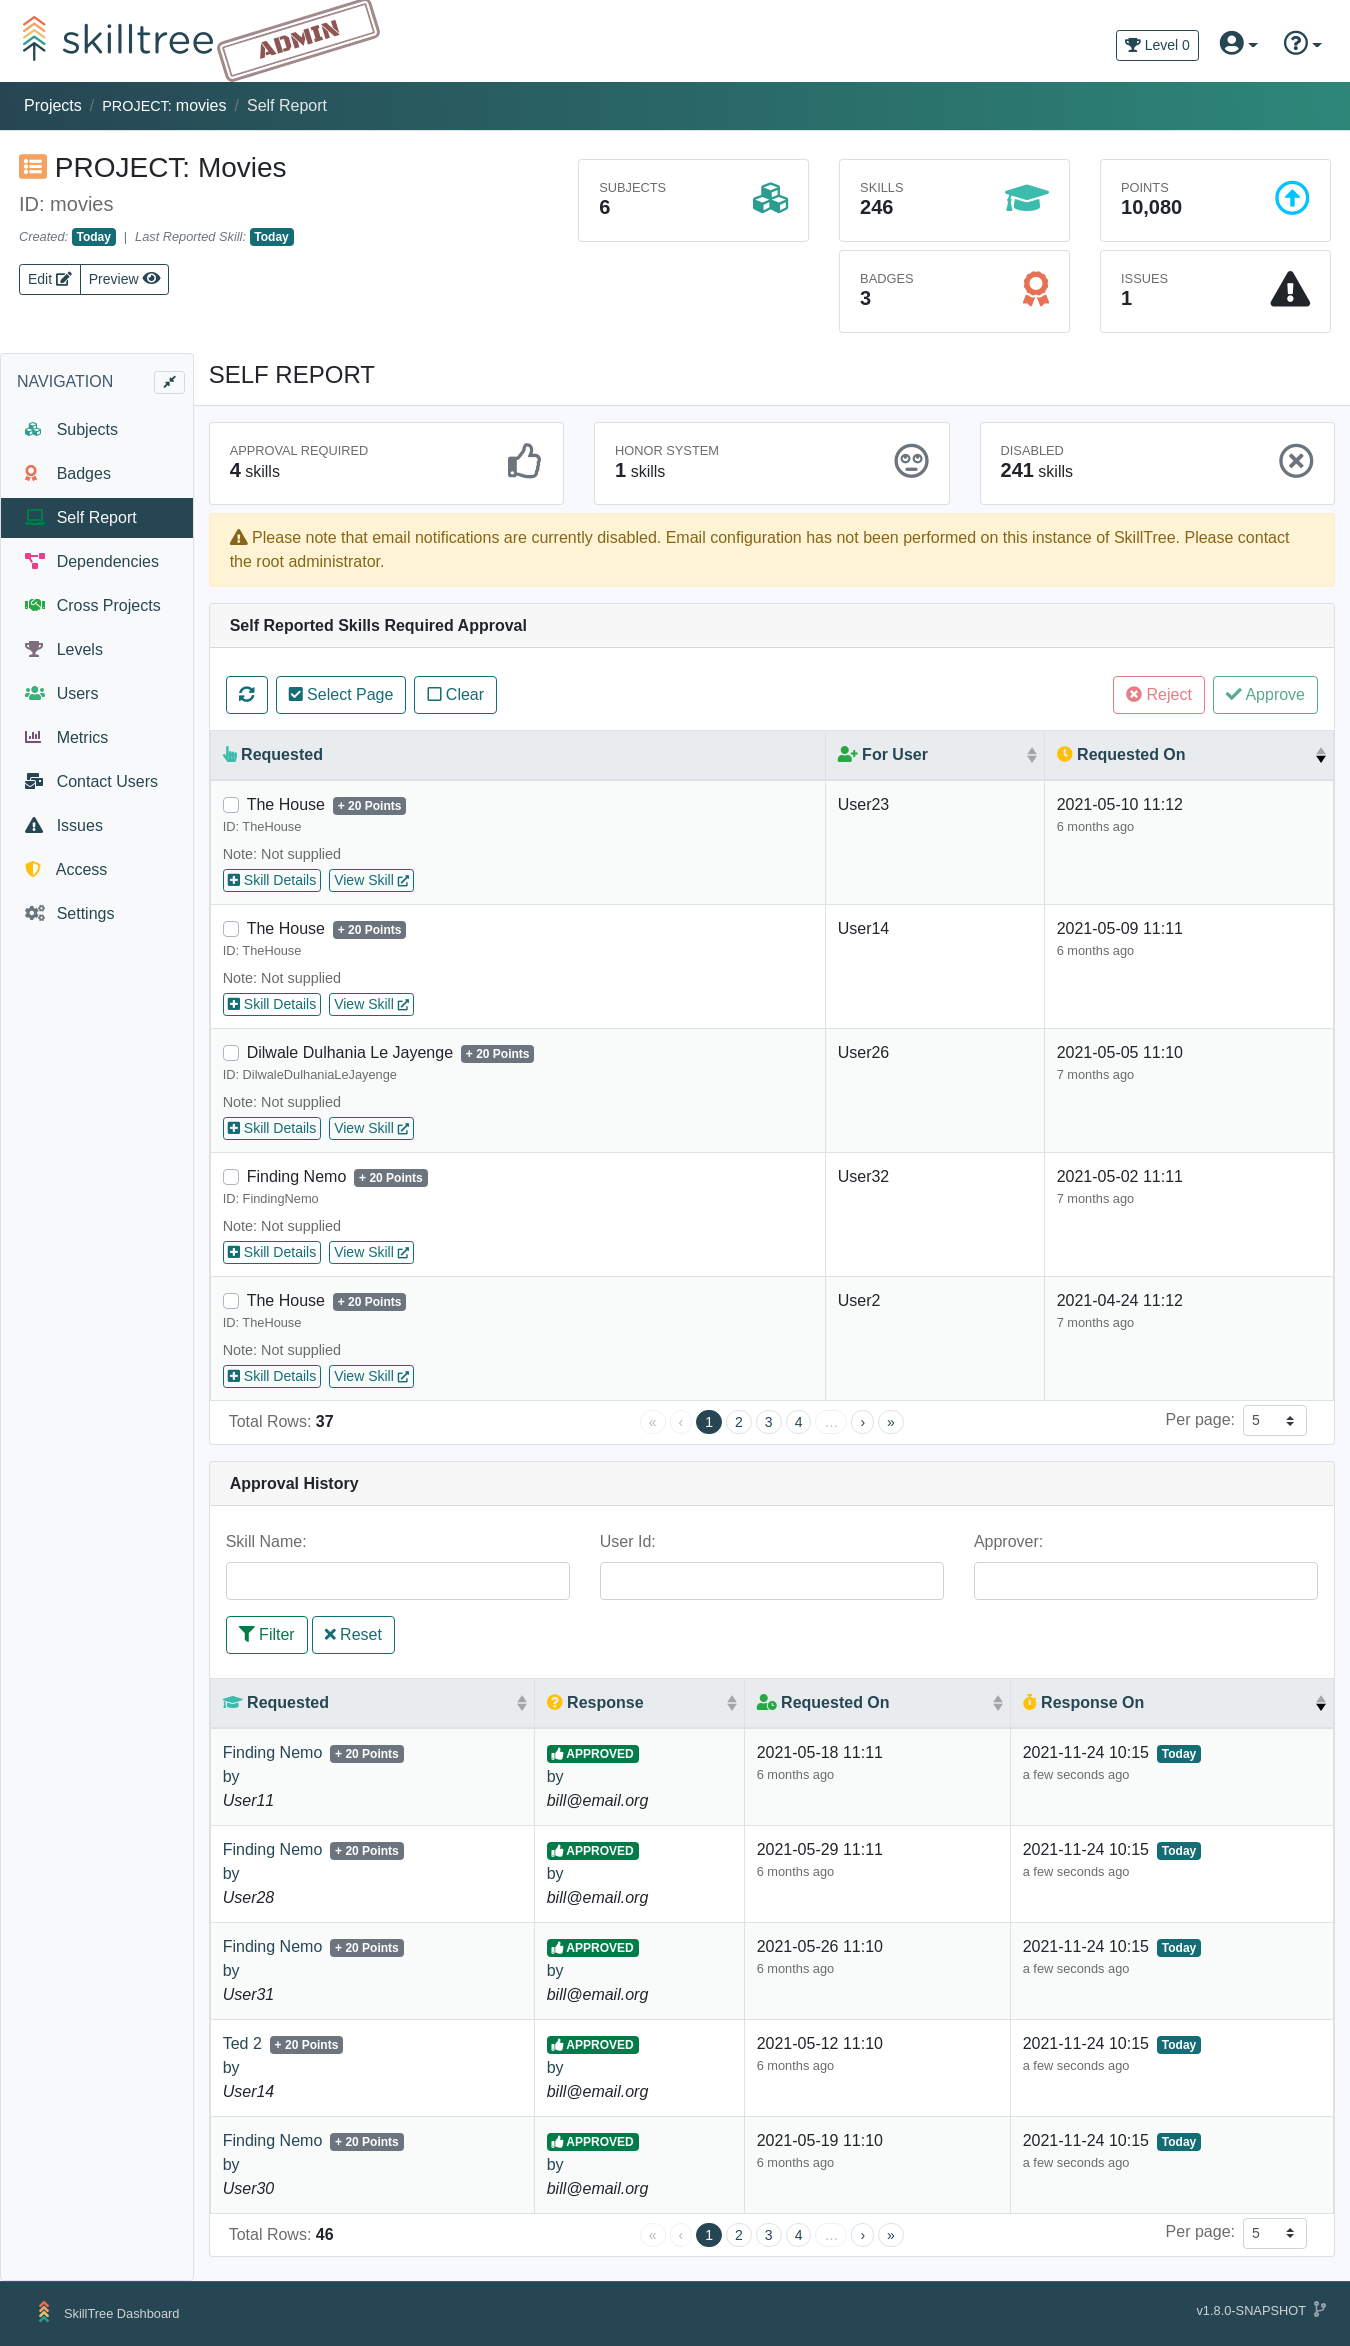 skilltree ADMIN
Level 0
Projects / PROJECT: movies / Self Report
PROJECT: Movies
ID: movies
Created: Today | Last Reported Skill: Today
Edit Preview
SUBJECTS
6
SKILLS
246
POINTS
10,080
BADGES
3
ISSUES
1
NAVIGATION
Subjects
Badges
Self Report
Dependencies
Cross Projects
Levels
Users
Metrics
Contact Users
Issues
Access
Settings
SELF REPORT
APPROVAL REQUIRED
4 skills
HONOR SYSTEM
1 skills
DISABLED
241 skills
Please note that email notifications are currently disabled. Email configuration has not been performed on this instance of SkillTree. Please contact
the root administrator.
Self Reported Skills Required Approval
Select Page Clear Reject Approve
Requested For User Requested On
The House + 20 Points User23 2021-05-10 11:12
ID: TheHouse 6 months ago
Note: Not supplied
Skill Details View Skill
The House + 20 Points User14 2021-05-09 11:11
ID: TheHouse 6 months ago
Note: Not supplied
Skill Details View Skill
Dilwale Dulhania Le Jayenge + 20 Points User26 2021-05-05 11:10
ID: DilwaleDulhaniaLeJayenge 7 months ago
Note: Not supplied
Skill Details View Skill
Finding Nemo + 20 Points User32 2021-05-02 11:11
ID: FindingNemo 7 months ago
Note: Not supplied
Skill Details View Skill
The House + 20 Points User2 2021-04-24 11:12
ID: TheHouse 7 months ago
Note: Not supplied
Skill Details View Skill
Total Rows: 37 « ‹ 1 2 3 4 … › » Per page: 5
Approval History
Skill Name: User Id: Approver:
Filter Reset
Requested Response Requested On Response On
Finding Nemo + 20 Points APPROVED 2021-05-18 11:11 2021-11-24 10:15 Today
by by 6 months ago a few seconds ago
User11 bill@email.org
Finding Nemo + 20 Points APPROVED 2021-05-29 11:11 2021-11-24 10:15 Today
by by 6 months ago a few seconds ago
User28 bill@email.org
Finding Nemo + 20 Points APPROVED 2021-05-26 11:10 2021-11-24 10:15 Today
by by 6 months ago a few seconds ago
User31 bill@email.org
Ted 2 + 20 Points APPROVED 2021-05-12 11:10 2021-11-24 10:15 Today
by by 6 months ago a few seconds ago
User14 bill@email.org
Finding Nemo + 20 Points APPROVED 2021-05-19 11:10 2021-11-24 10:15 Today
by by 6 months ago a few seconds ago
User30 bill@email.org
Total Rows: 46 « ‹ 1 2 3 4 … › » Per page: 5
SkillTree Dashboard v1.8.0-SNAPSHOT